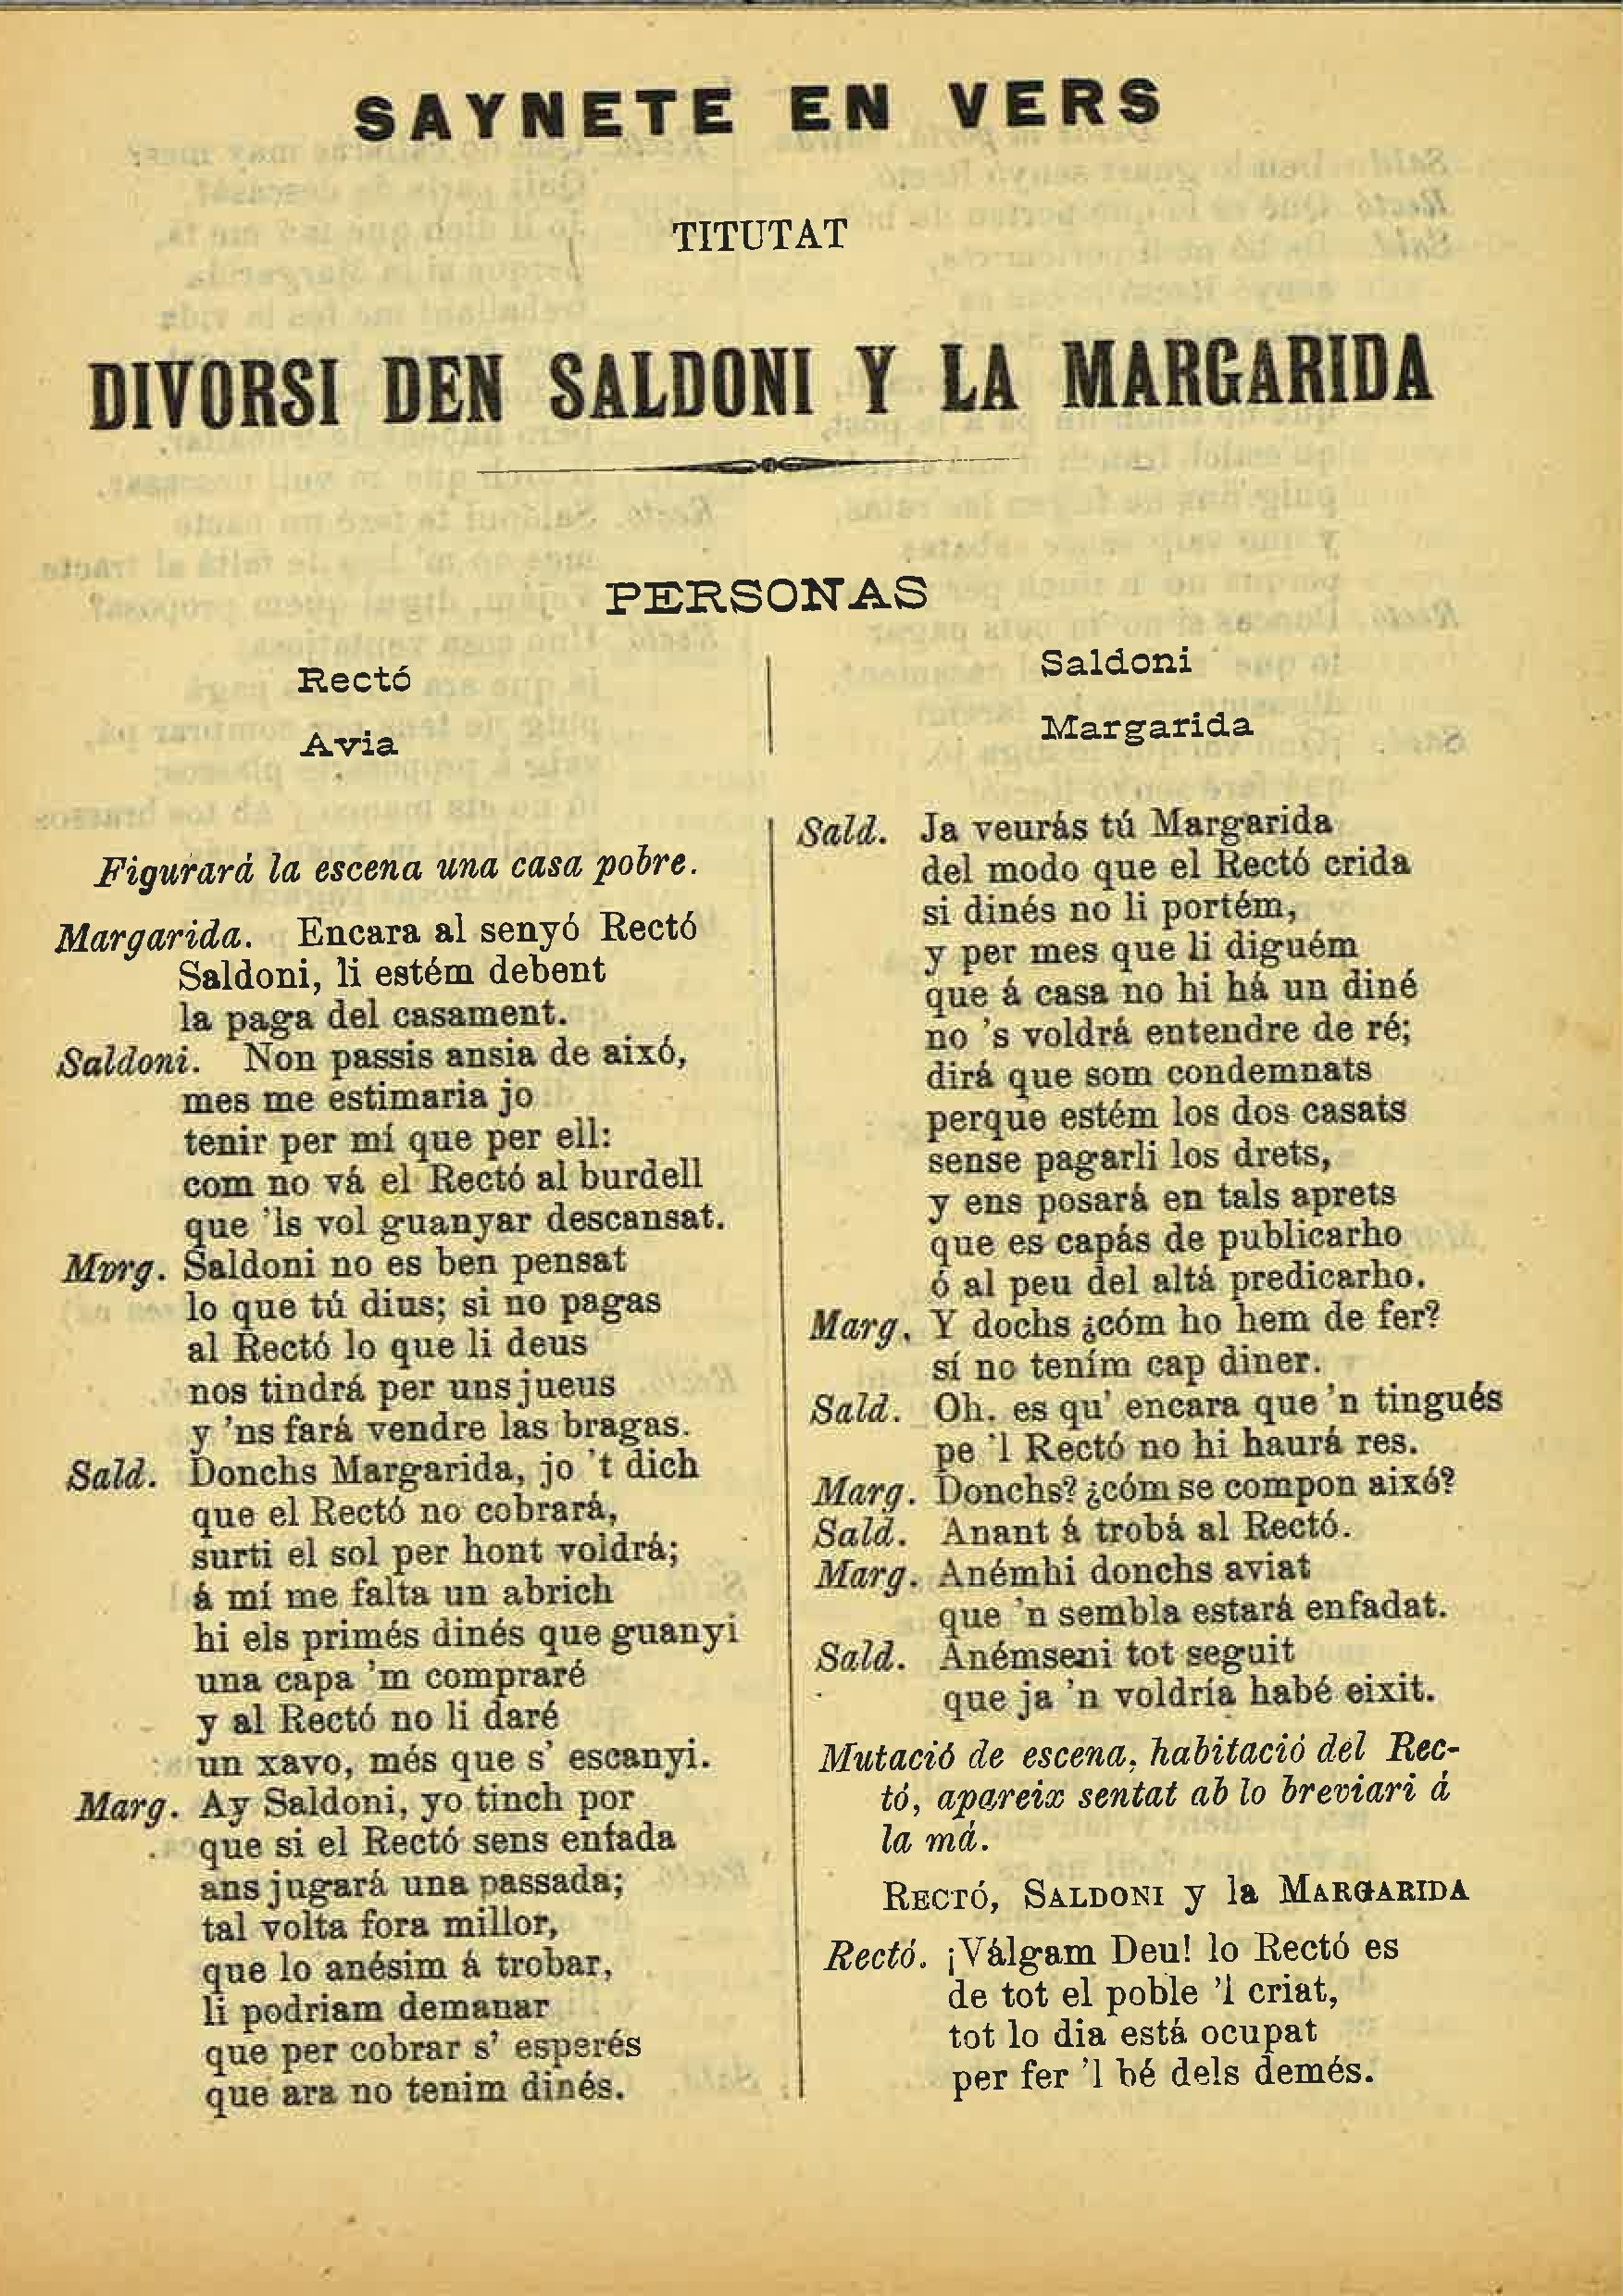 SAYNETE EN VERS
TITUTAT
DIVORSI DEN SALDONI Y LA MARGARIDA
PERSONAS
Rectó
Avia
Saldoni
Margarida
Figurará la escena una casa pobre.
Margarida. Encara al senyó Rectó
Saldoni, li estém debent
la paga del casament.
Saldoni. Non passis ansia de aixó,
mes me estimaria jo
tenir per mí que per ell:
com no vá el Rectó al burdell
que 'ls vol guanyar descansat.
Mvrg. Saldoni no es ben pensat
lo que tú dius; si no pagas
al Rectó lo que li deus
nos tindrá per uns jueus
y 'ns fará vendre las bragas.
Sald. Donchs Margarida, jo 't dich
que el Rectó no cobrará,
surti el sol per hont voldrá;
á mí me falta un abrich
hi els primés dinés que guanyi
una capa 'm compraré
y al Rectó no li daré
un xavo, més que s' escanyi.
Marg. Ay Saldoni, yo tinch por
que si el Rectó sens enfada
ans jugará una passada;
tal volta fora millor,
que lo anésim á trobar,
li podriam demanar
que per cobrar s' esperés
que ara no tenim dinés.
Sald. Ja veurás tú Margarida
del modo que el Rectó crida
si dinés no li portém,
y per mes que li diguém
que á casa no hi há un diné
no 's voldrá entendre de ré;
dirá que som condemnats
perque estém los dos casats
sense pagarli los drets,
y ens posará en tals aprets
que es capás de publicarho
ó al peu del altá predicarho.
Marg. Y dochs ¿cóm ho hem de fer?
sí no tením cap diner.
Sald. Oh. es qu' encara que 'n tingués
pe 'l Rectó no hi haurá res.
Marg. Donchs? ¿cóm se compon aixó?
Sald. Anant á trobá al Rectó.
Marg. Anémhi donchs aviat
que 'n sembla estará enfadat.
Sald. Anémseni tot seguit
que ja 'n voldría habé eixit.
Mutació de escena, habitació del Rec-
tó, apareix sentat ab lo breviari á
la má.
RECTÓ, SALDONI y la MARGARIDA
Rectó. ¡Válgam Deu! lo Rectó es
de tot el poble 'l criat,
tot lo dia está ocupat
per fer 'l bé dels demés.